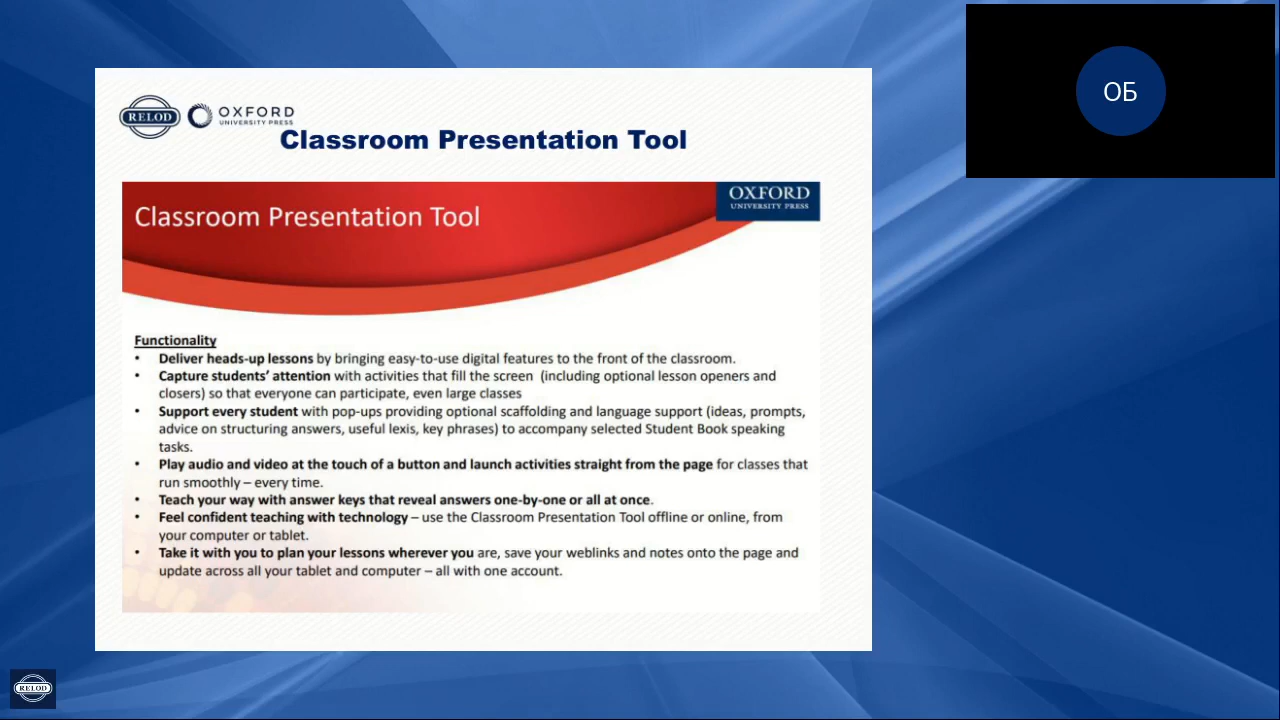 ОБ
RELOD
OXFORD
UNIVERSITY PRESS
Classroom Presentation Tool
OXFORD
UNIVERSITY PRESS
Classroom Presentation Tool
Functionality
• Deliver heads-up lessons by bringing easy-to-use digital features to the front of the classroom.
• Capture students’ attention with activities that fill the screen (including optional lesson openers and
closers) so that everyone can participate, even large classes
• Support every student with pop-ups providing optional scaffolding and language support (ideas, prompts,
advice on structuring answers, useful lexis, key phrases) to accompany selected Student Book speaking
tasks.
• Play audio and video at the touch of a button and launch activities straight from the page for classes that
run smoothly – every time.
• Teach your way with answer keys that reveal answers one-by-one or all at once.
• Feel confident teaching with technology – use the Classroom Presentation Tool offline or online, from
your computer or tablet.
• Take it with you to plan your lessons wherever you are, save your weblinks and notes onto the page and
update across all your tablet and computer – all with one account.
RELOD